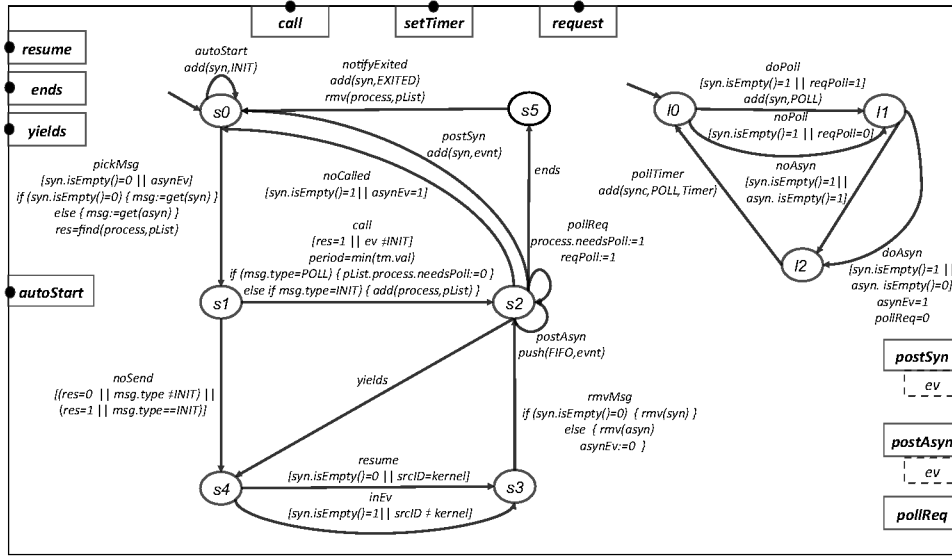 call
setTimer
request
resume
ends
yields
autoStart
add(syn,INIT}
s0
notifyExited
add(syn,EXITED}
rmv(process,pList}
s5
postSyn
add(syn,evnt}
noCalled
[syn.isEmpty()=1|| asynEv=1]
ends
pickMsg
[syn.isEmpty()=0 || asynEv]
if (syn.isEmpty()=0) { msg:=get(syn) }
else { msg:=get(asyn) }
res=find(process,pList}
call
[res=1 || ev ≠INIT]
period=min(tm.val)
if (msg.type=POLL) { pList.process.needsPoll:=0 }
else if msg.type=INIT) { add(process,pList) }
pollReq
process.needsPoll:=1
reqPoll:=1
autoStart
s1
s2
postAsyn
push(FIFO,evnt}
noSend
[(res=0 || msg.type ≠INIT) ||
(res=1 || msg.type==INIT)]
yields
rmvMsg
if (syn.isEmpty()=0) { rmv(syn) }
else { rmv(asyn)
asynEv:=0 }
resume
[syn.isEmpty()=0 || srcID=kernel]
s4
s3
inEv
[syn.isEmpty()=1|| srcID ≠ kernel]
doPoll
[syn.isEmpty()=1 || reqPoll=1]
add(syn,POLL}
l0
l1
noPoll
[syn.isEmpty()=1 || reqPoll=0]
pollTimer
add(sync,POLL,Timer}
noAsyn
[syn.isEmpty()=1||
asyn. isEmpty()=1]
l2
doAsyn
[syn.isEmpty()=1 ||
asyn. isEmpty()=0]
asynEv=1
pollReq=0
postSyn
ev
postAsyn
ev
pollReq